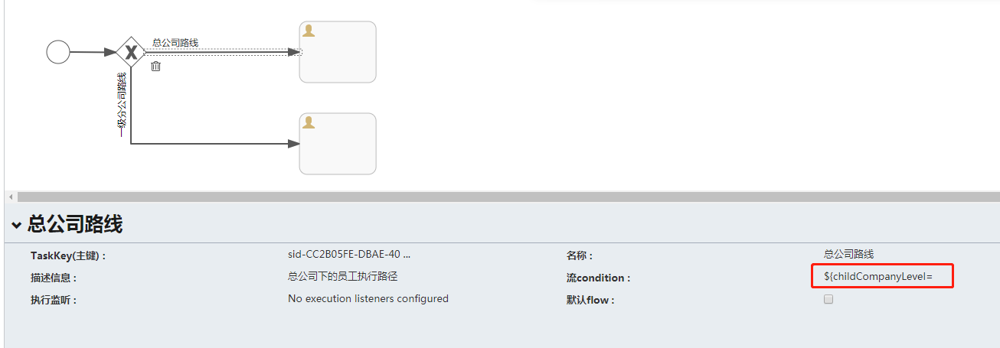 总公司路线
一级分公司路线
总公司路线
TaskKey(主键) : sid-CC2B05FE-DBAE-40 ... 名称 : 总公司路线
描述信息 : 总公司下的员工执行路径 流condition : ${childCompanyLevel=
执行监听 : No execution listeners configured 默认flow :